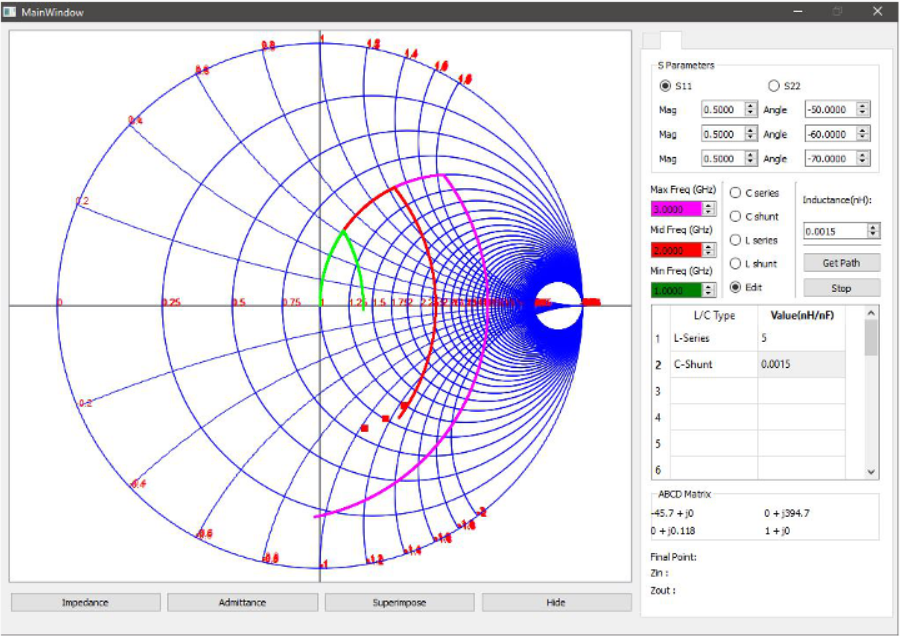 MainWindow
S Parameters
S11 S22
Mag 0.5000 Angle -50.0000
Mag 0.5000 Angle -60.0000
Mag 0.5000 Angle -70.0000
Max Freq (GHz)
3.0000
Mid Freq (GHz)
2.0000
Min Freq (GHz)
1.0000
C series
C shunt
L series
L shunt
Edit
Inductance(nH):
0.0015
Get Path
Stop
L/C Type Value(nH/nF)
1 L-Series 5
2 C-Shunt 0.0015
3
4
5
6
ABCD Matrix
-45.7 + j0 0 + j394.7
0 + j0.118 1 + j0
Final Point:
Zin :
Zout :
0.8 1 1.2 1.4 1.6 1.8
0.6
0.4
0.2
0 0.25 0.5 0.75 1 1.25 1.5
0.2
-0.4
-0.6
-0.8 -1 -1.2 -1.4 -1.6 -1.8 -2
Impedance Admittance Superimpose Hide